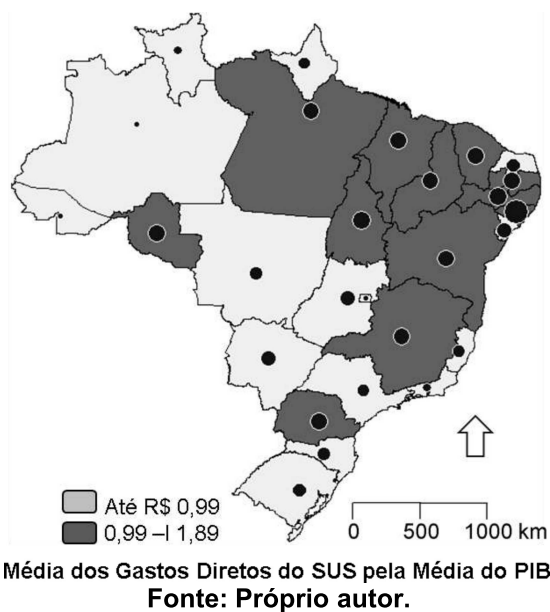 Até R$ 0,99
0,99 –I 1,89
0 500 1000 km
Média dos Gastos Diretos do SUS pela Média do PIB
Fonte: Próprio autor.